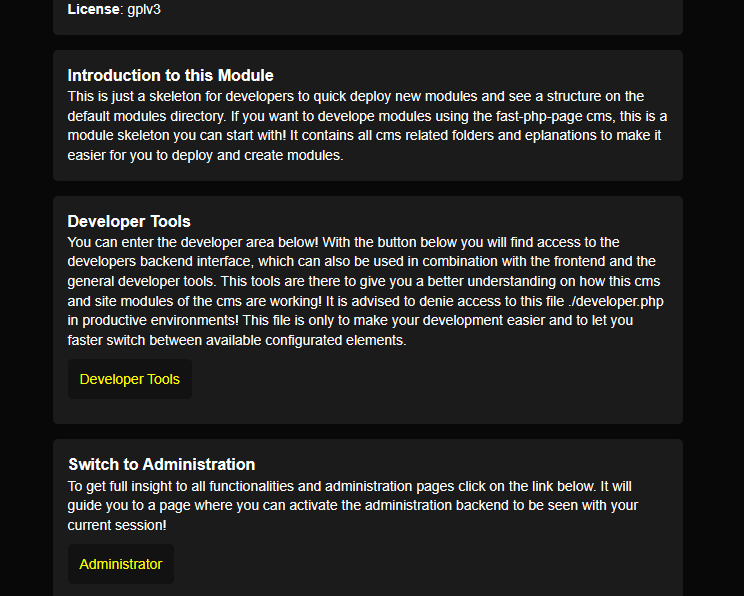 License: gplv3
Introduction to this Module
This is just a skeleton for developers to quick deploy new modules and see a structure on the
default modules directory. If you want to develope modules using the fast-php-page cms, this is a
module skeleton you can start with! It contains all cms related folders and eplanations to make it
easier for you to deploy and create modules.
Developer Tools
You can enter the developer area below! With the button below you will find access to the
developers backend interface, which can also be used in combination with the frontend and the
general developer tools. This tools are there to give you a better understanding on how this cms
and site modules of the cms are working! It is advised to denie access to this file ./developer.php
in productive environments! This file is only to make your development easier and to let you
faster switch between available configurated elements.
Developer Tools
Switch to Administration
To get full insight to all functionalities and administration pages click on the link below. It will
guide you to a page where you can activate the administration backend to be seen with your
current session!
Administrator